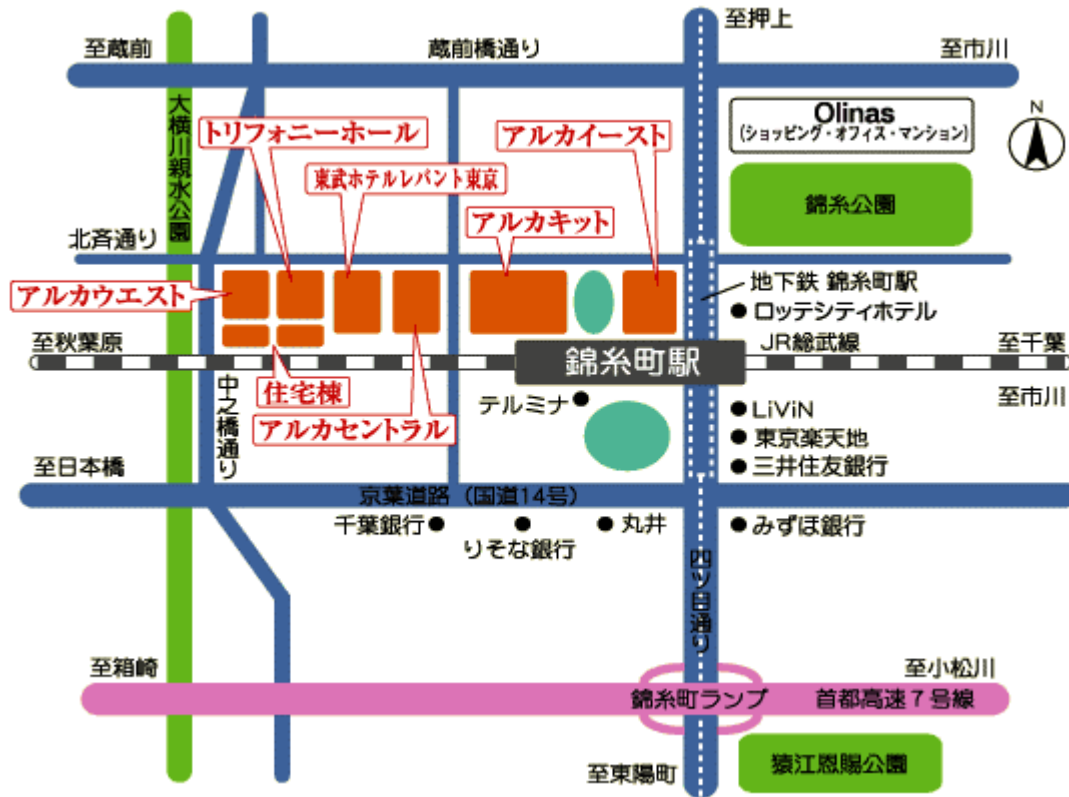 至押上
至蔵前
蔵前橋通り
至市川
大横川親水公園
Olinas
(ショッピング・オフィス・マンション)
N
トリフォニーホール
アルカイースト
東武ホテルレバント東京
錦糸公園
アルカキット
北斉通り
アルカウエスト
地下鉄 錦糸町駅
ロッテシティホテル
至秋葉原
錦糸町駅
JR総武線
至千葉
中之橋通り
住宅棟
テルミナ
至市川
アルカセントラル
LiViN
東京楽天地
三井住友銀行
至日本橋
京葉道路（国道14号）
千葉銀行
りそな銀行
丸井
みずほ銀行
四ツ目通り
至箱崎
至小松川
錦糸町ランプ
首都高速７号線
至東陽町
猿江恩賜公園